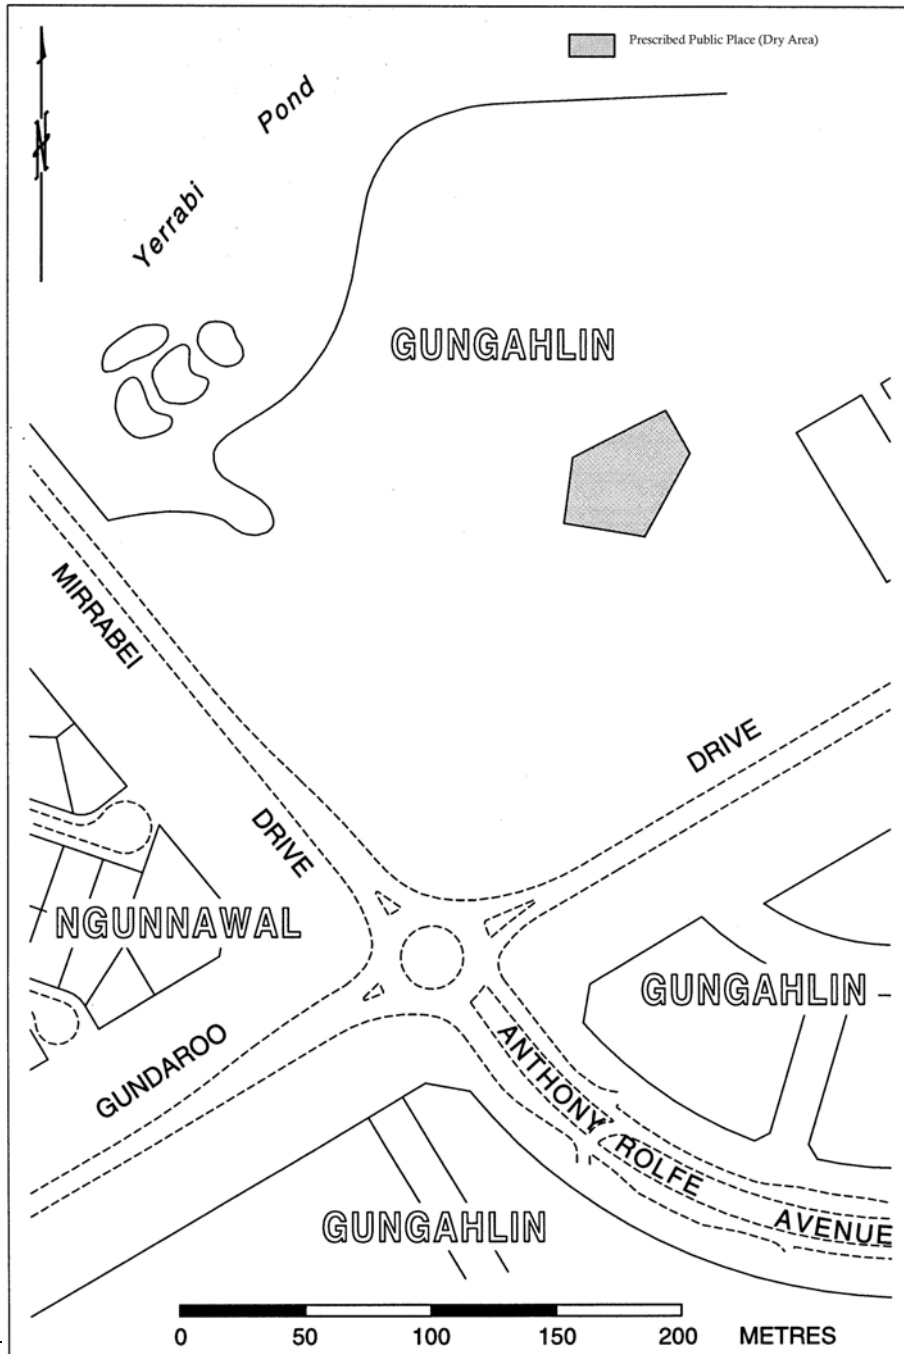 Prescribed Public Place (Dry Area)
N
Yerrabi Pond
GUNGAHLIN
MIRRABEI DRIVE
DRIVE
NGUNNAWAL
GUNGAHLIN
GUNDAROO
ANTHONY ROLFE AVENUE
GUNGAHLIN
0 50 100 150 200 METRES